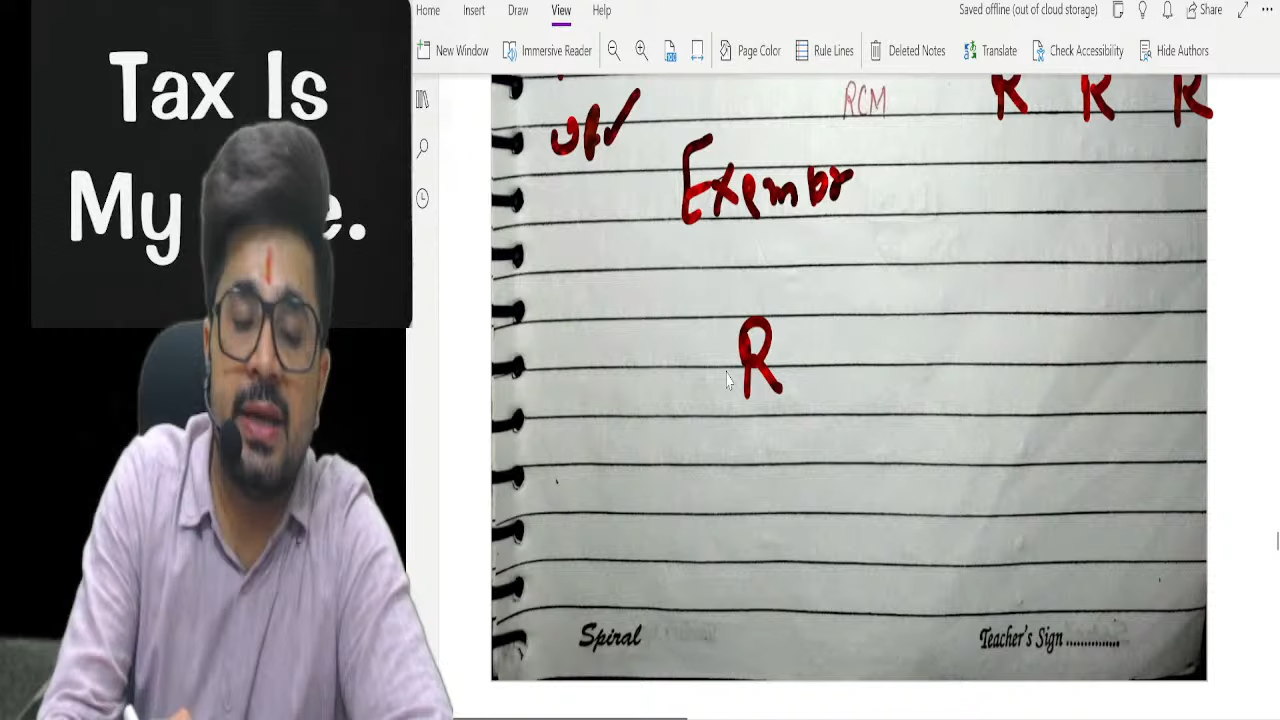 Tax Is
My e.
Home Insert Draw View Help
Saved offline (out of cloud storage) Share
New Window Immersive Reader Page Color Rule Lines Deleted Notes Translate Check Accessibility Hide Authors
RCM R R R
R
Spiral Teacher's Sign ..............